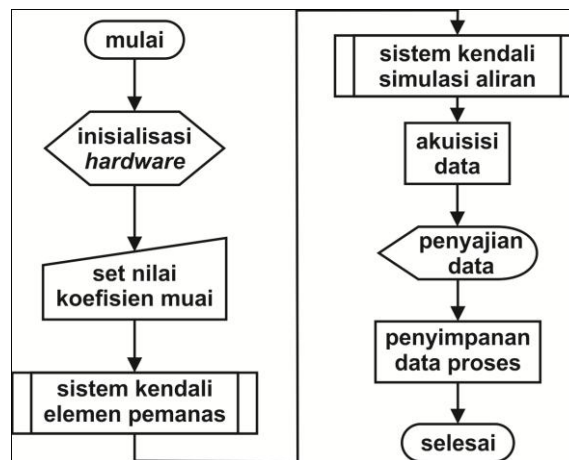 mulai
inisialisasi
hardware
set nilai
koefisien muai
sistem kendali
elemen pemanas
sistem kendali
simulasi aliran
akuisisi
data
penyajian
data
penyimpanan
data proses
selesai